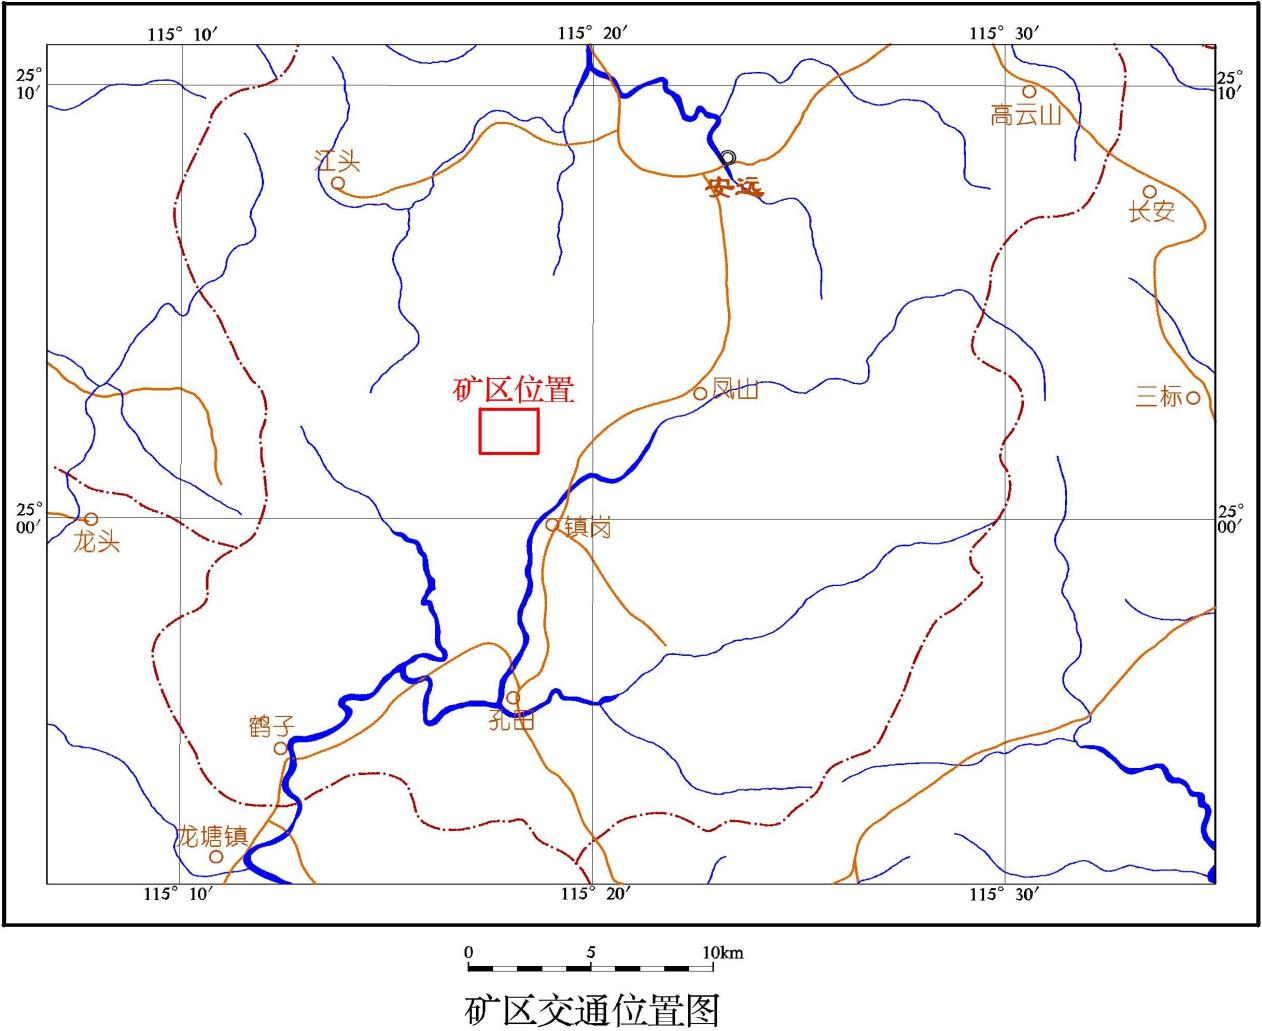 115° 10′
115° 20′
115° 30′
25°
10′
25°
10′
高云山
江头
安远
长安
矿区位置
凤山
三标
25°
00′
25°
00′
镇岗
龙头
孔田
鹤子
龙塘镇
115° 10′
115° 20′
115° 30′
0 5 10km
矿区交通位置图